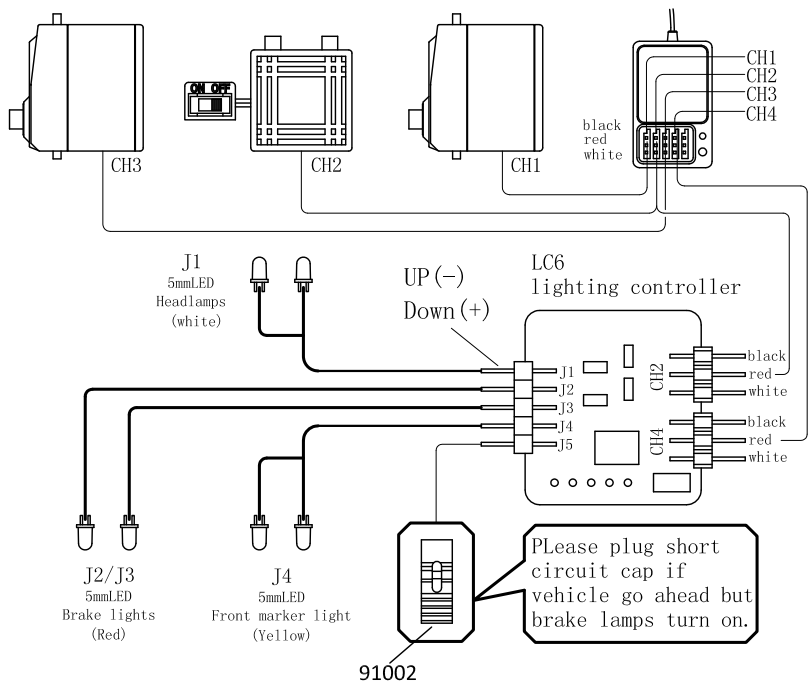 ON OFF
CH3
CH2
CH1
CH1
CH2
CH3
CH4
black
red
white
J1
5mmLED
Headlamps
(white)
UP(-)
Down(+)
LC6
lighting controller
J1
J2
J3
J4
J5
CH2
black
red
white
CH4
black
red
white
J2/J3
5mmLED
Brake lights
(Red)
J4
5mmLED
Front marker light
(Yellow)
PLease plug short
circuit cap if
vehicle go ahead but
brake lamps turn on.
91002